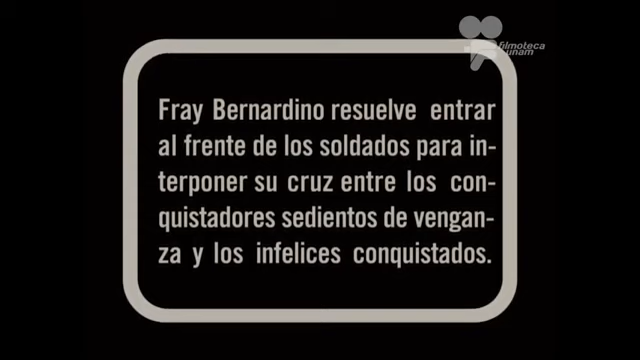 filmoteca
unam
Fray Bernardino resuelve entrar
al frente de los soldados para in-
terponer su cruz entre los con-
quistadores sedientos de vengan-
za y los infelices conquistados.